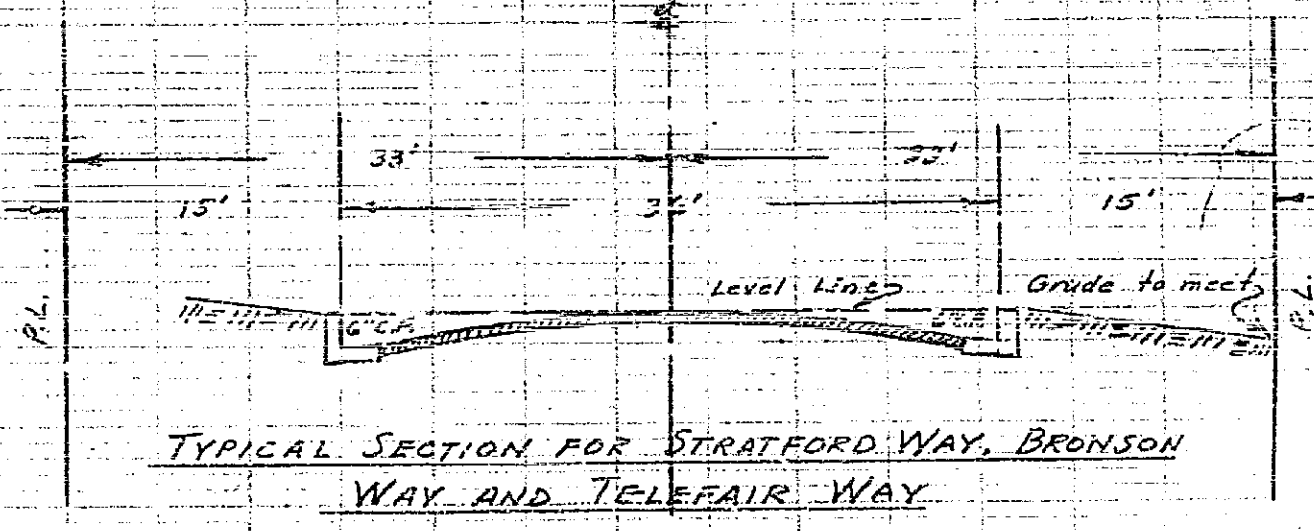 33'
33'
15'
15'
Level Line
Grade to meet
P.L.
P.L.
6" C.F.
TYPICAL SECTION FOR STRATFORD WAY, BRONSON
WAY AND TELEFAIR WAY